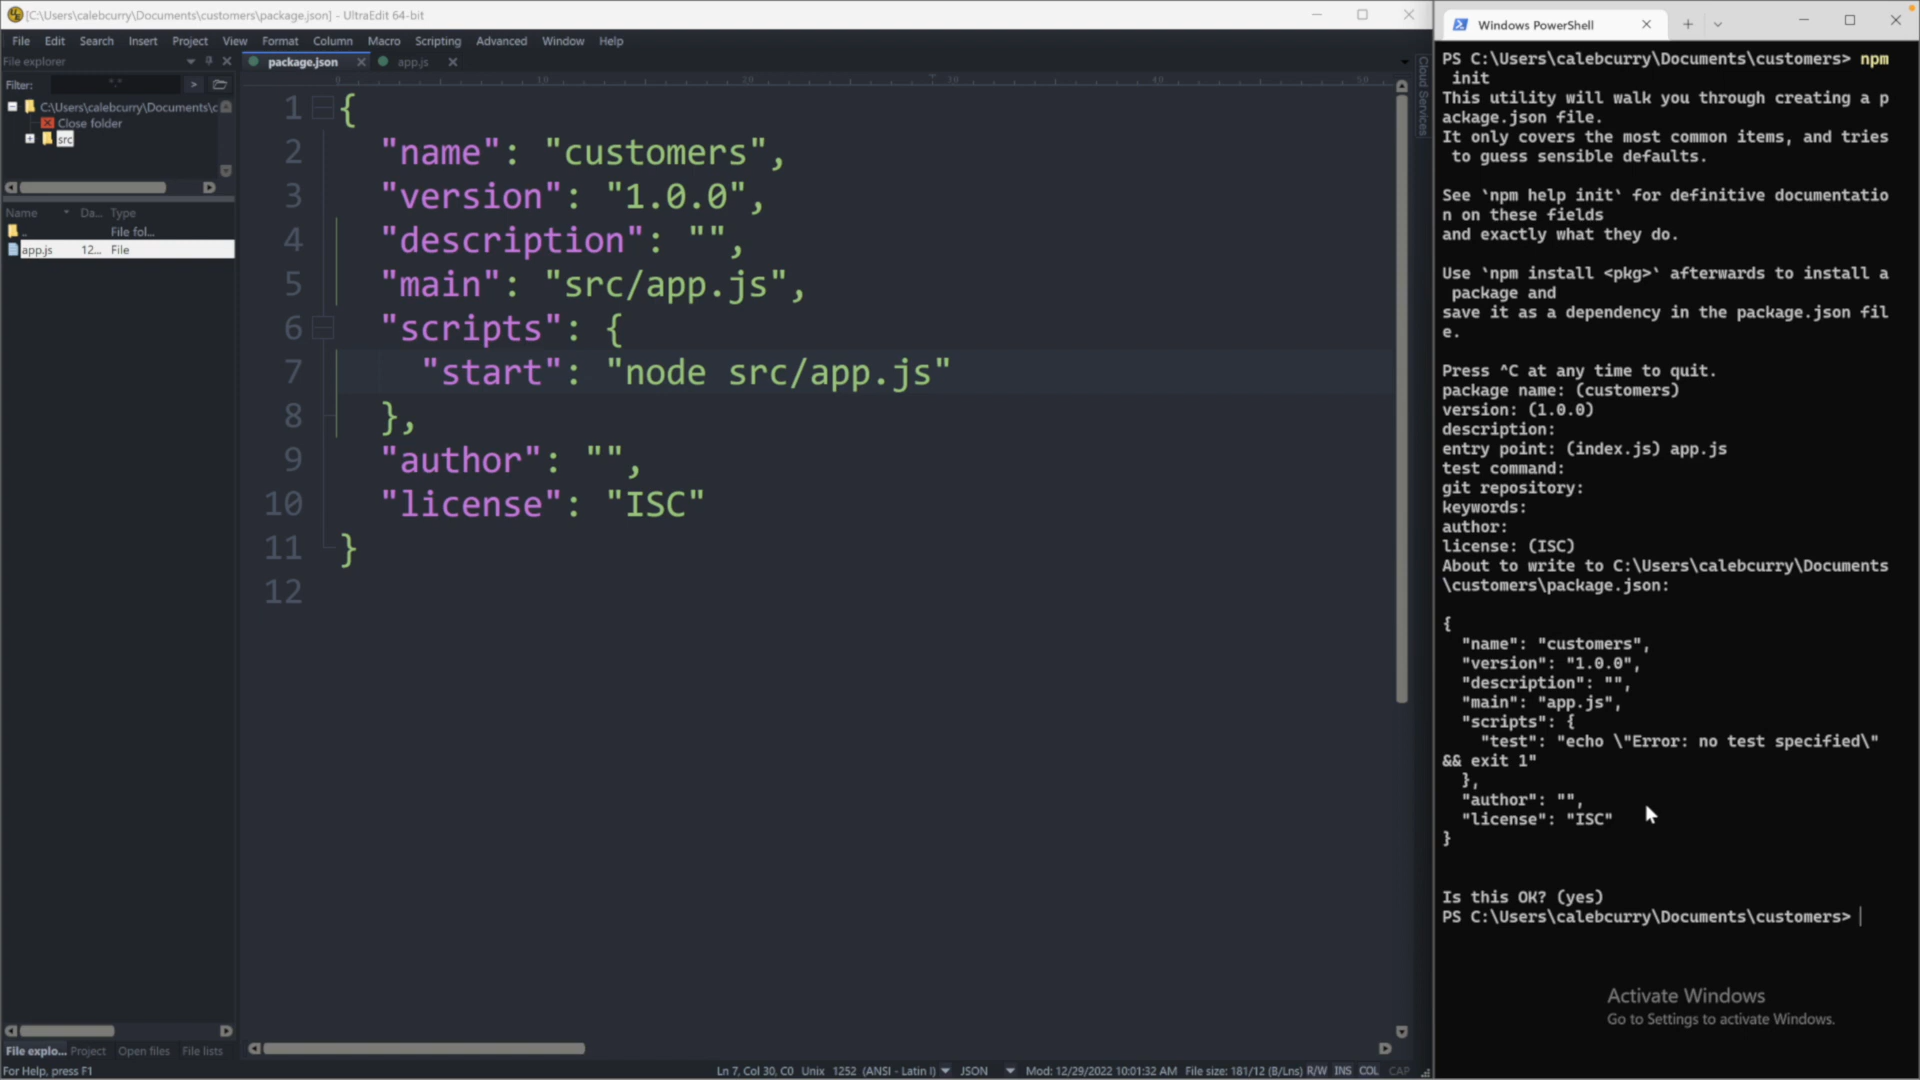 [C:\Users\calebcurry\Documents\customers\package.json] - UltraEdit 64-bit
File Edit Search Insert Project View Format Column Macro Scripting Advanced Window Help
File explorer
Filter: *.*
C:\Users\calebcurry\Documents\c
Close folder
src
Name Da... Type
.. File fol...
app.js 12... File
package.json
app.js
0 10 20 30 40 50
1 {
2 "name": "customers",
3 "version": "1.0.0",
4 "description": "",
5 "main": "src/app.js",
6 "scripts": {
7 "start": "node src/app.js"
8 },
9 "author": "",
10 "license": "ISC"
11 }
12
Cloud Services
File explo... Project Open files File lists
For Help, press F1
Ln 7, Col 30, C0 Unix 1252 (ANSI - Latin I) JSON Mod: 12/29/2022 10:01:32 AM File size: 181/12 (B/Lns) R/W INS COL CAP
Windows PowerShell
PS C:\Users\calebcurry\Documents\customers> npm
init
This utility will walk you through creating a p
ackage.json file.
It only covers the most common items, and tries
to guess sensible defaults.
See `npm help init` for definitive documentatio
n on these fields
and exactly what they do.
Use `npm install <pkg>` afterwards to install a
package and
save it as a dependency in the package.json fil
e.
Press ^C at any time to quit.
package name: (customers)
version: (1.0.0)
description:
entry point: (index.js) app.js
test command:
git repository:
keywords:
author:
license: (ISC)
About to write to C:\Users\calebcurry\Documents
\customers\package.json:
{
"name": "customers",
"version": "1.0.0",
"description": "",
"main": "app.js",
"scripts": {
"test": "echo \"Error: no test specified\"
&& exit 1"
},
"author": "",
"license": "ISC"
}
Is this OK? (yes)
PS C:\Users\calebcurry\Documents\customers>
Activate Windows
Go to Settings to activate Windows.